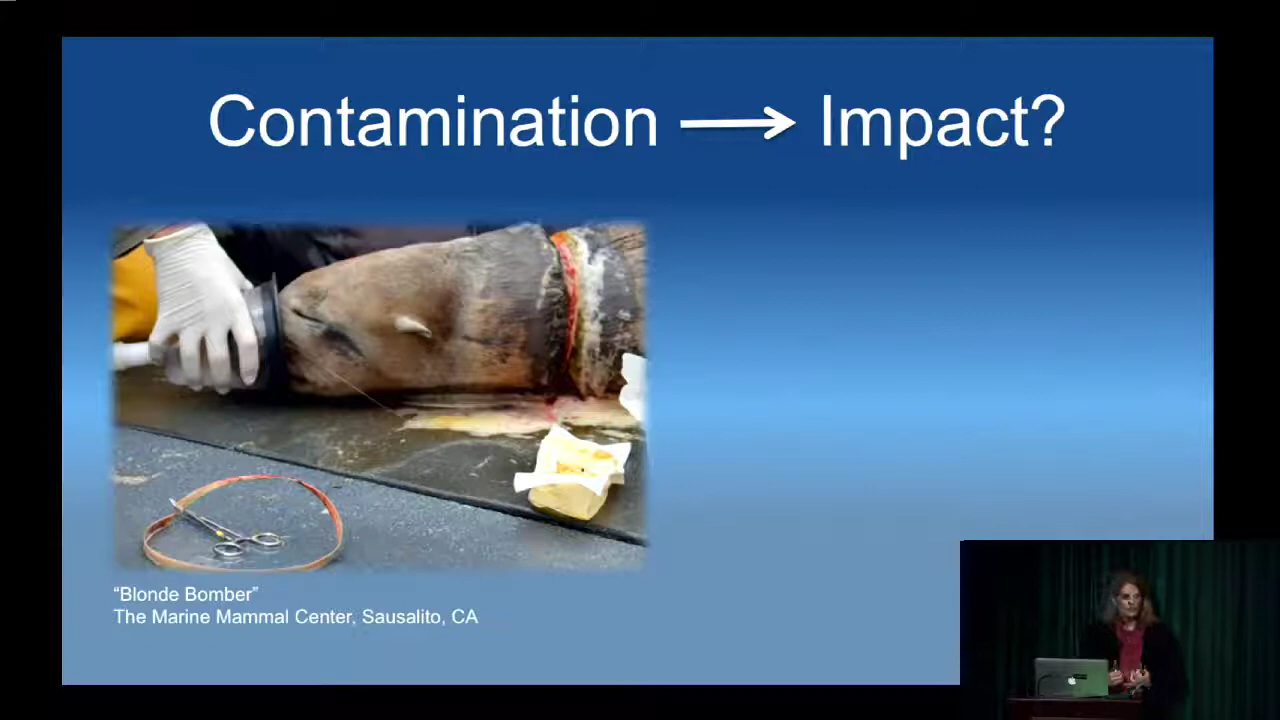 Contamination → Impact?
“Blonde Bomber”
The Marine Mammal Center, Sausalito, CA